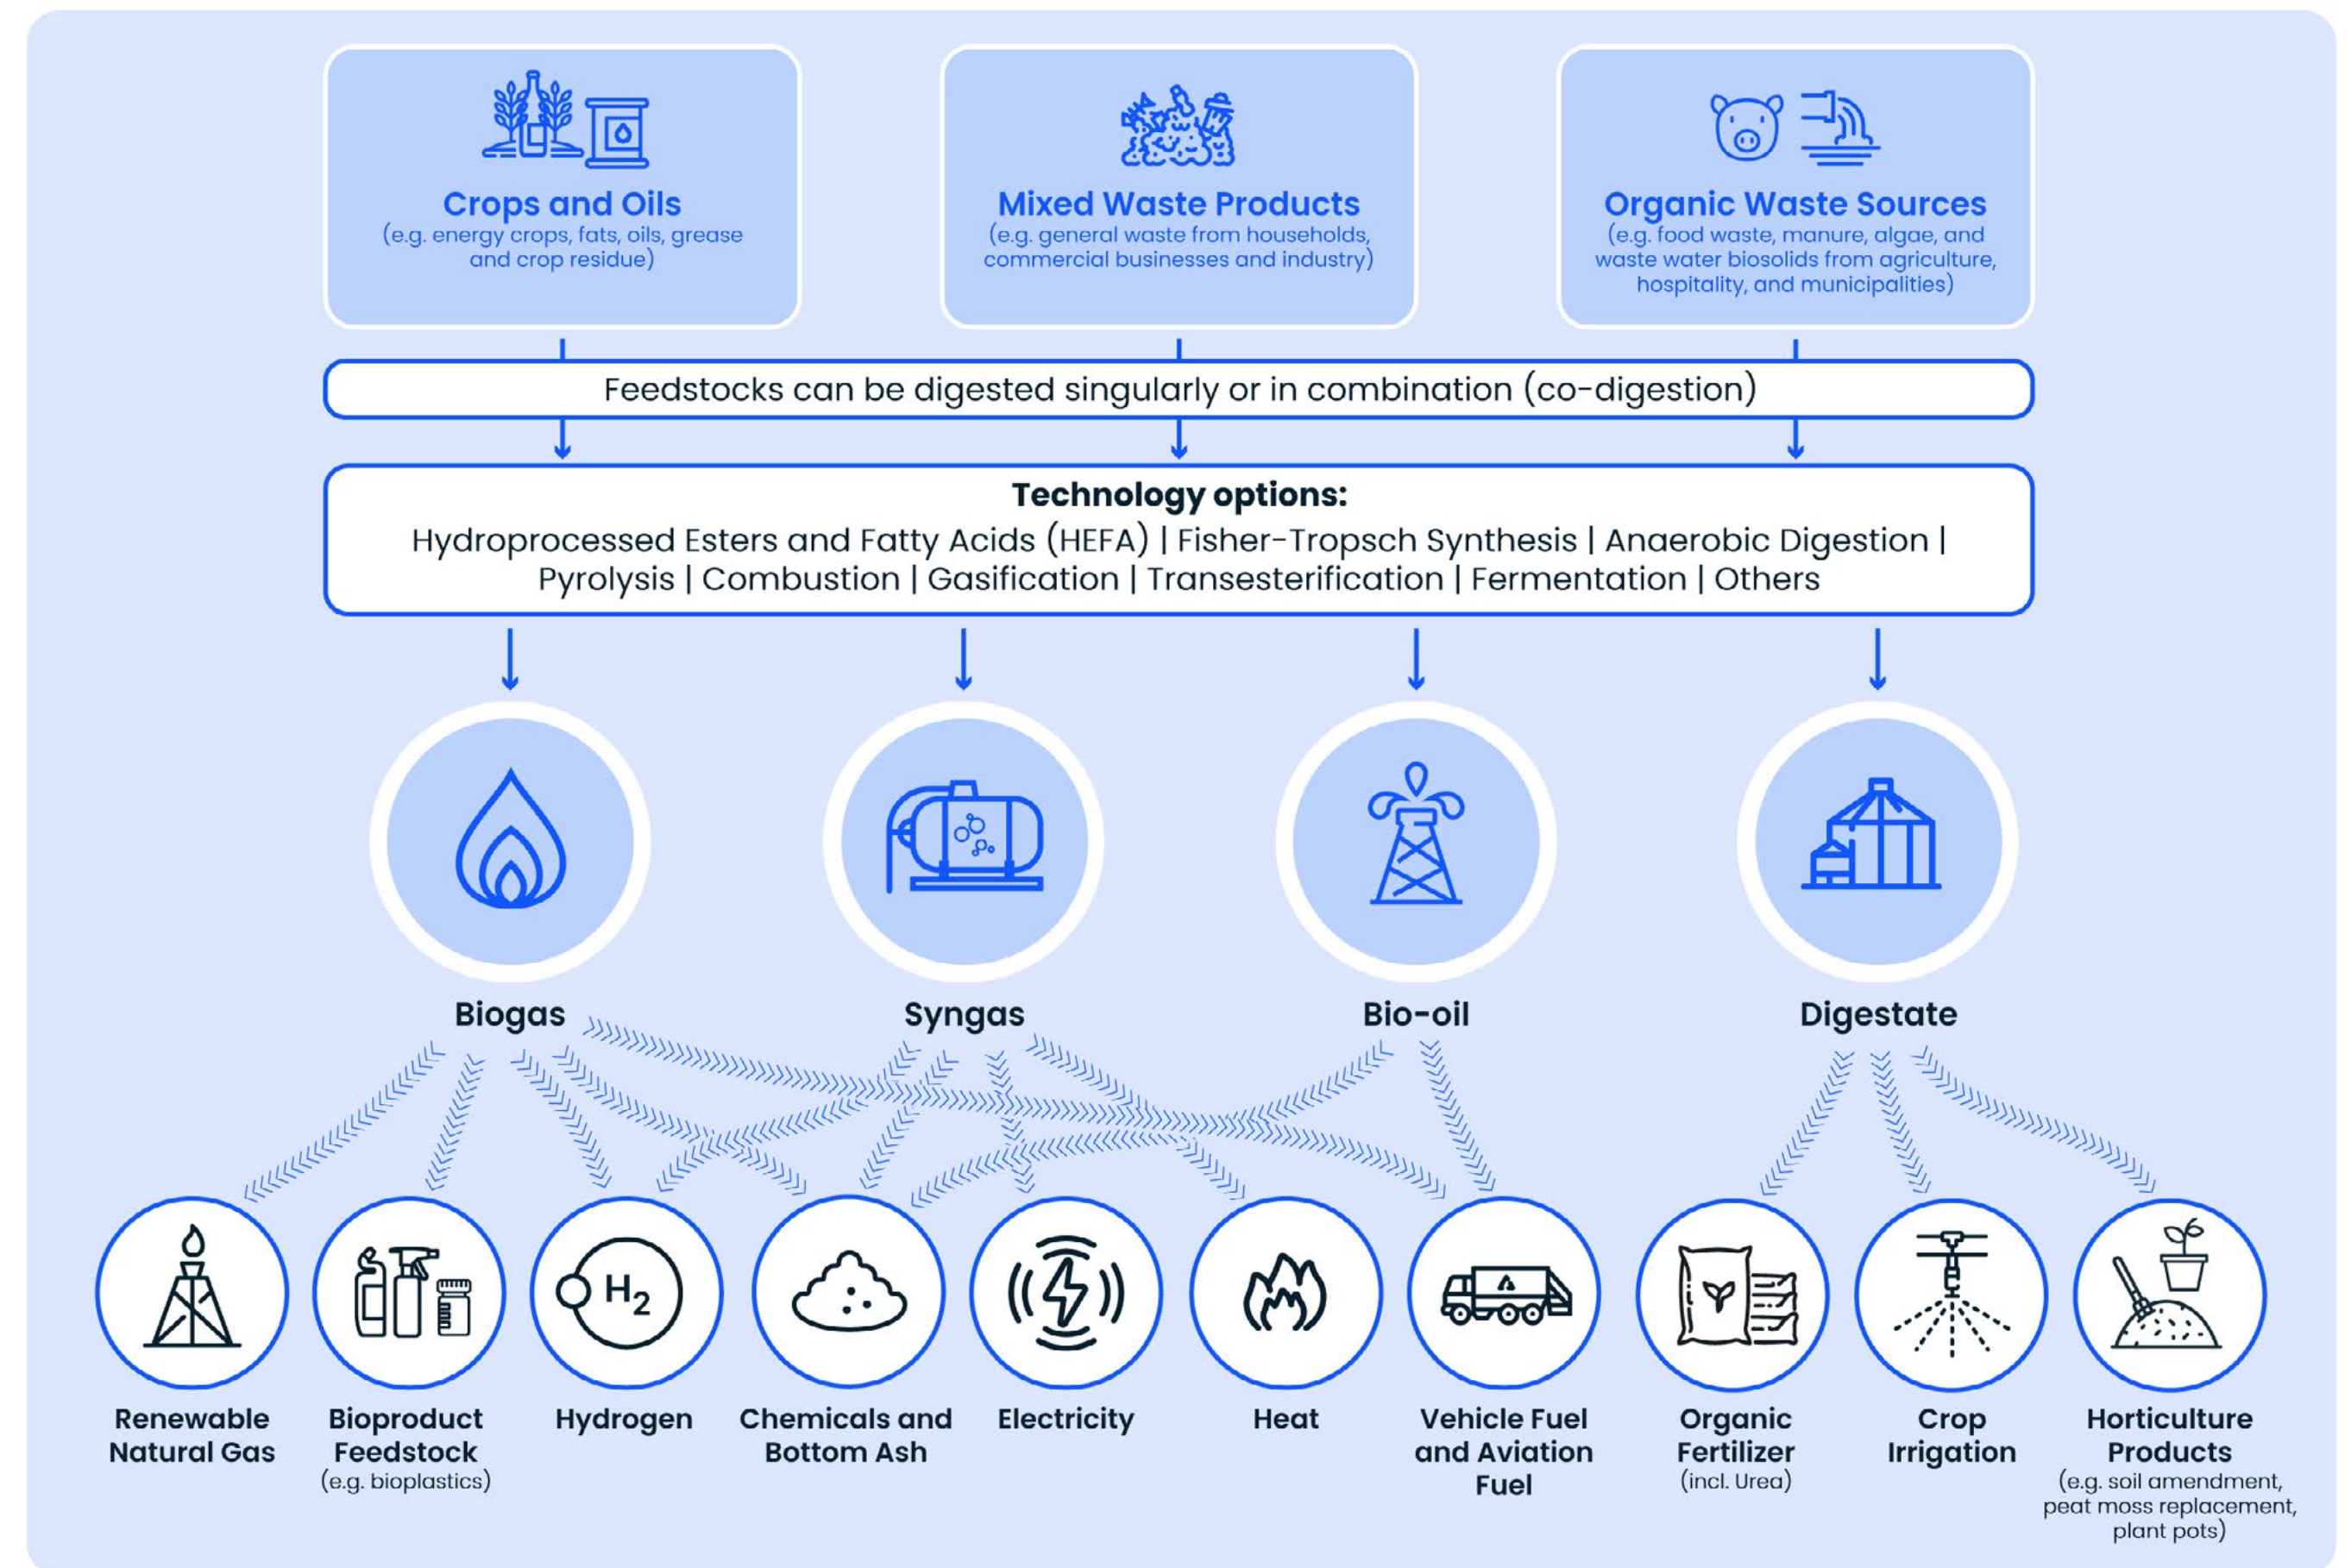 Crops and Oils
(e.g. energy crops, fats, oils, grease
and crop residue)
Mixed Waste Products
(e.g. general waste from households,
commercial businesses and industry)
Organic Waste Sources
(e.g. food waste, manure, algae, and
waste water biosolids from agriculture,
hospitality, and municipalities)
Feedstocks can be digested singularly or in combination (co-digestion)
Technology options:
Hydroprocessed Esters and Fatty Acids (HEFA) | Fisher-Tropsch Synthesis | Anaerobic Digestion |
Pyrolysis | Combustion | Gasification | Transesterification | Fermentation | Others
Biogas
Syngas
Bio-oil
Digestate
H2
Renewable
Natural Gas
Bioproduct
Feedstock
(e.g. bioplastics)
Hydrogen
Chemicals and
Bottom Ash
Electricity
Heat
Vehicle Fuel
and Aviation
Fuel
Organic
Fertilizer
(incl. Urea)
Crop
Irrigation
Horticulture
Products
(e.g. soil amendment,
peat moss replacement,
plant pots)